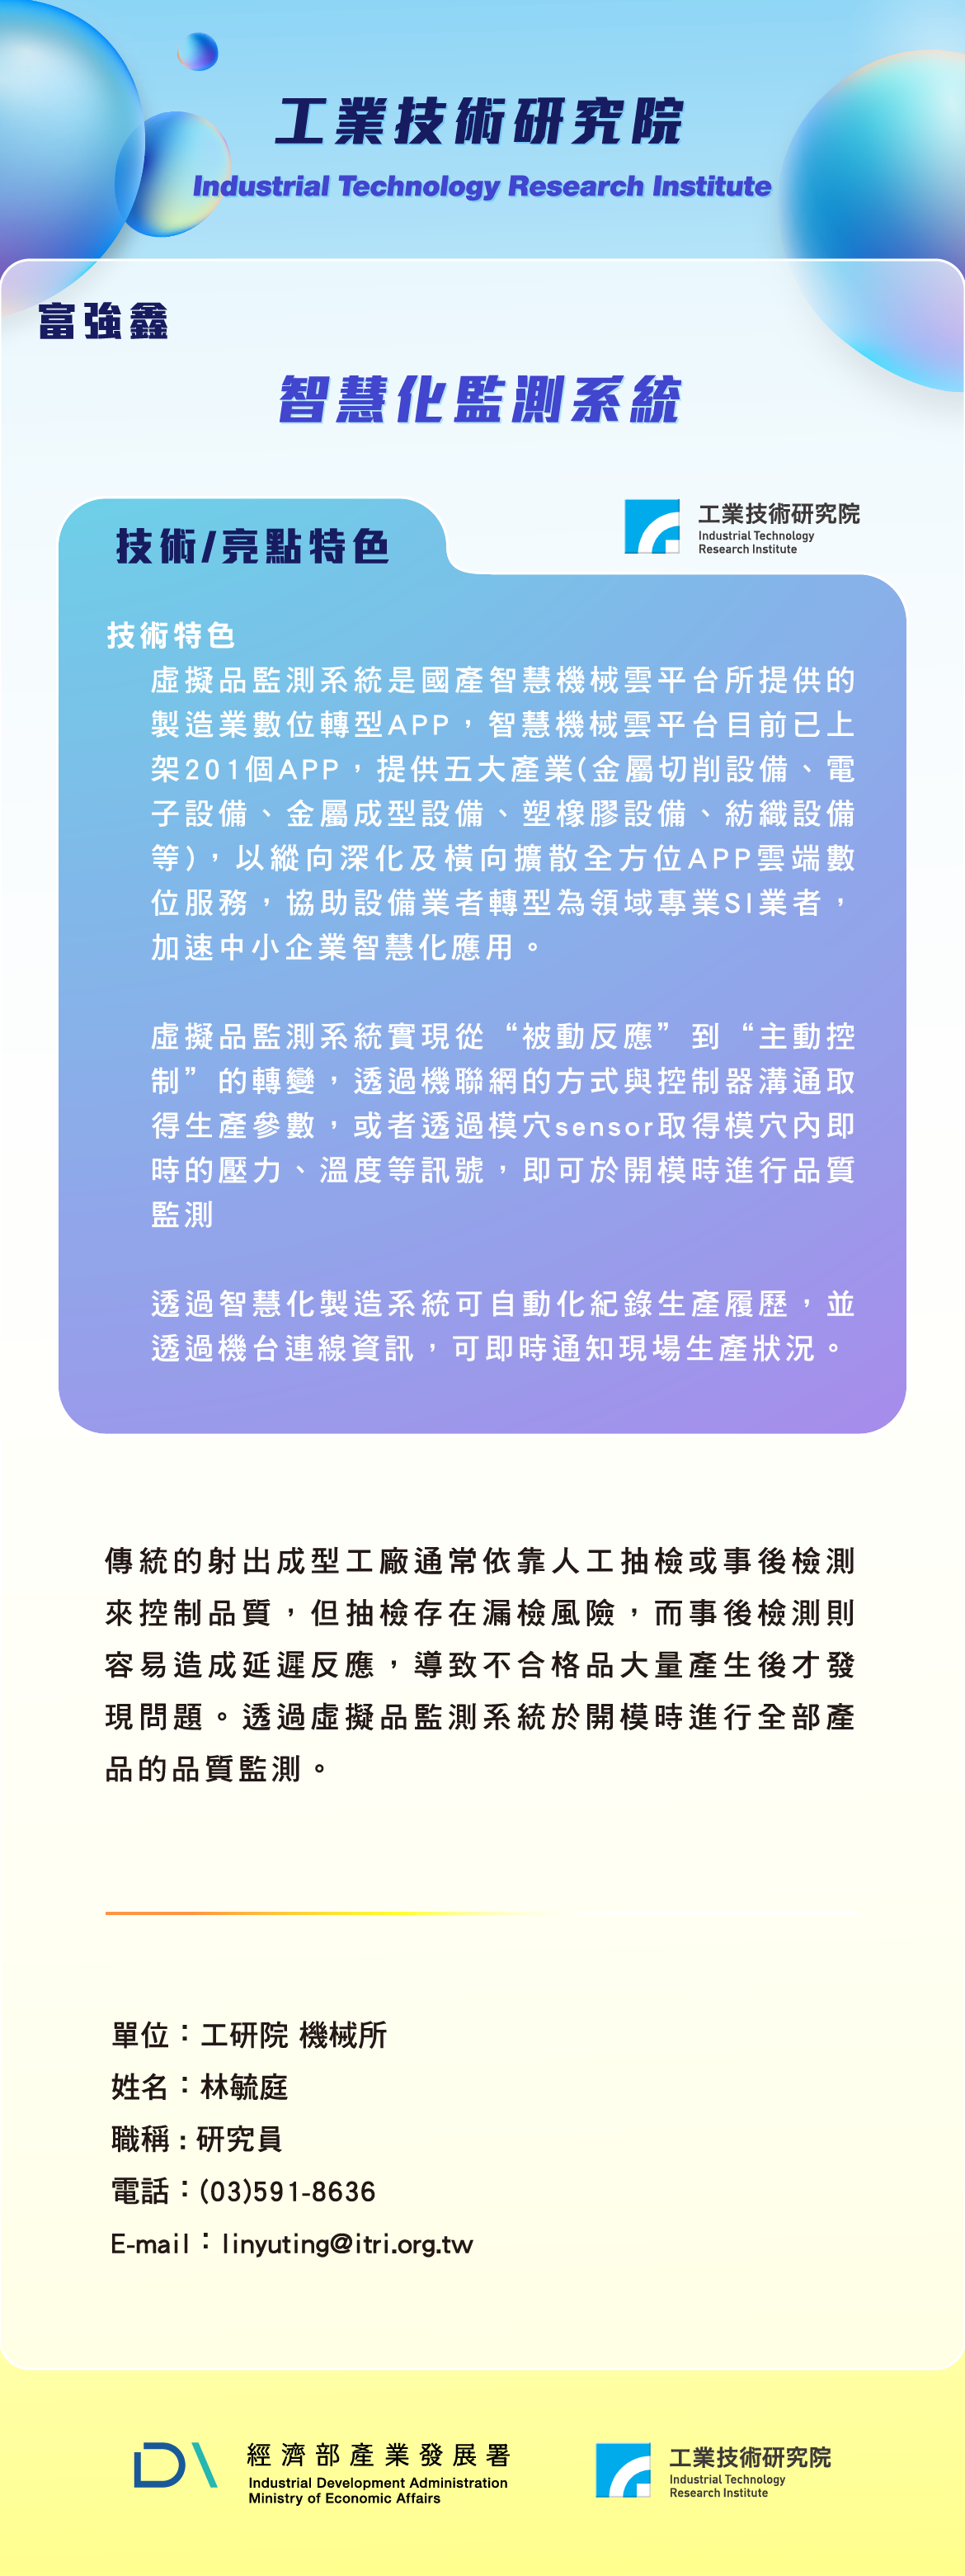 工業技術研究院
Industrial Technology Research Institute
富強鑫
智慧化監測系統
工業技術研究院
Industrial Technology
Research Institute
技術/亮點特色
技術特色
虛擬品監測系統是國產智慧機械雲平台所提供的
製造業數位轉型APP，智慧機械雲平台目前已上
架201個APP，提供五大產業(金屬切削設備、電
子設備、金屬成型設備、塑橡膠設備、紡織設備
等)，以縱向深化及橫向擴散全方位APP雲端數
位服務，協助設備業者轉型為領域專業SI業者，
加速中小企業智慧化應用。
虛擬品監測系統實現從“被動反應”到“主動控
制”的轉變，透過機聯網的方式與控制器溝通取
得生產參數，或者透過模穴sensor取得模穴內即
時的壓力、溫度等訊號，即可於開模時進行品質
監測
透過智慧化製造系統可自動化紀錄生產履歷，並
透過機台連線資訊，可即時通知現場生產狀況。
傳統的射出成型工廠通常依靠人工抽檢或事後檢測
來控制品質，但抽檢存在漏檢風險，而事後檢測則
容易造成延遲反應，導致不合格品大量產生後才發
現問題。透過虛擬品監測系統於開模時進行全部產
品的品質監測。
單位：工研院 機械所
姓名：林毓庭
職稱：研究員
電話：(03)591-8636
E-mail：linyuting@itri.org.tw
經濟部產業發展署
Industrial Development Administration
Ministry of Economic Affairs
工業技術研究院
Industrial Technology
Research Institute